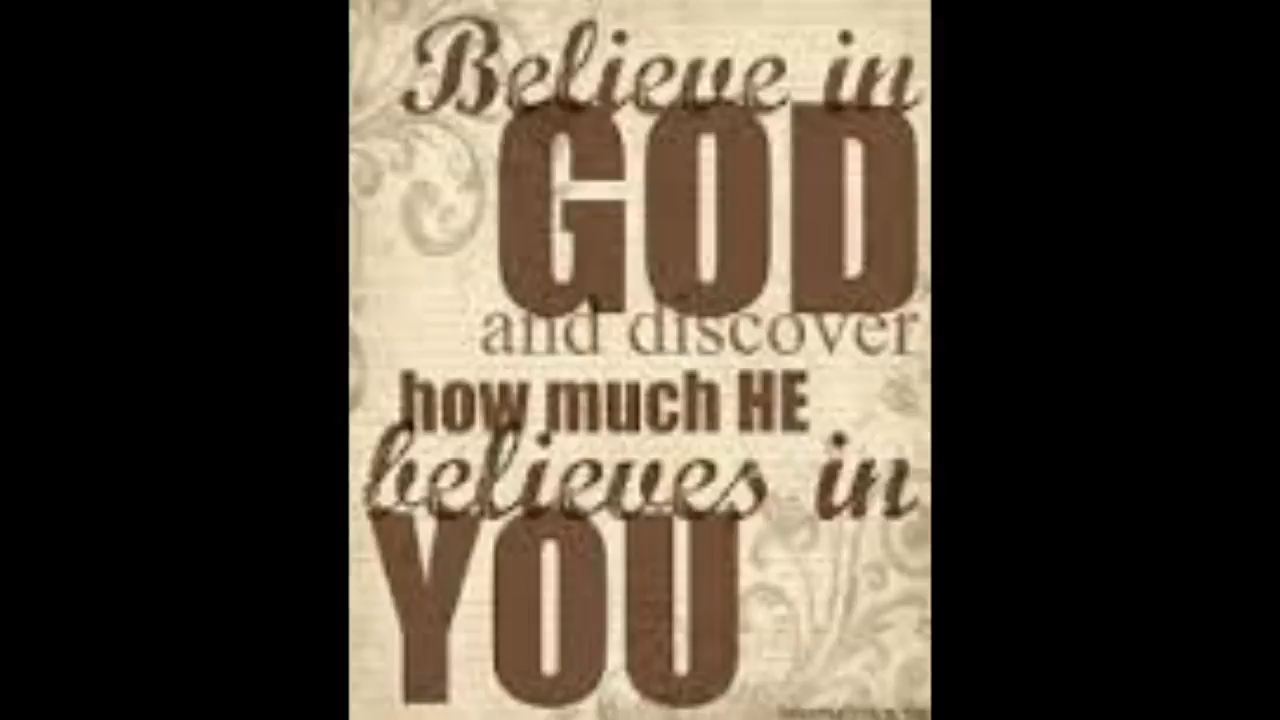 Believe in
GOD
and discover
how much HE
believes in
YOU